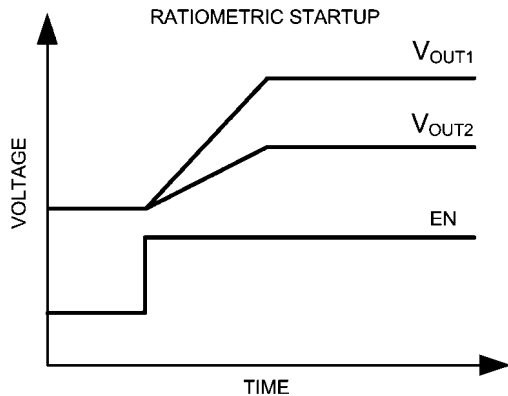 RATIOMETRIC STARTUP
VOUT1
VOUT2
EN
VOLTAGE
TIME